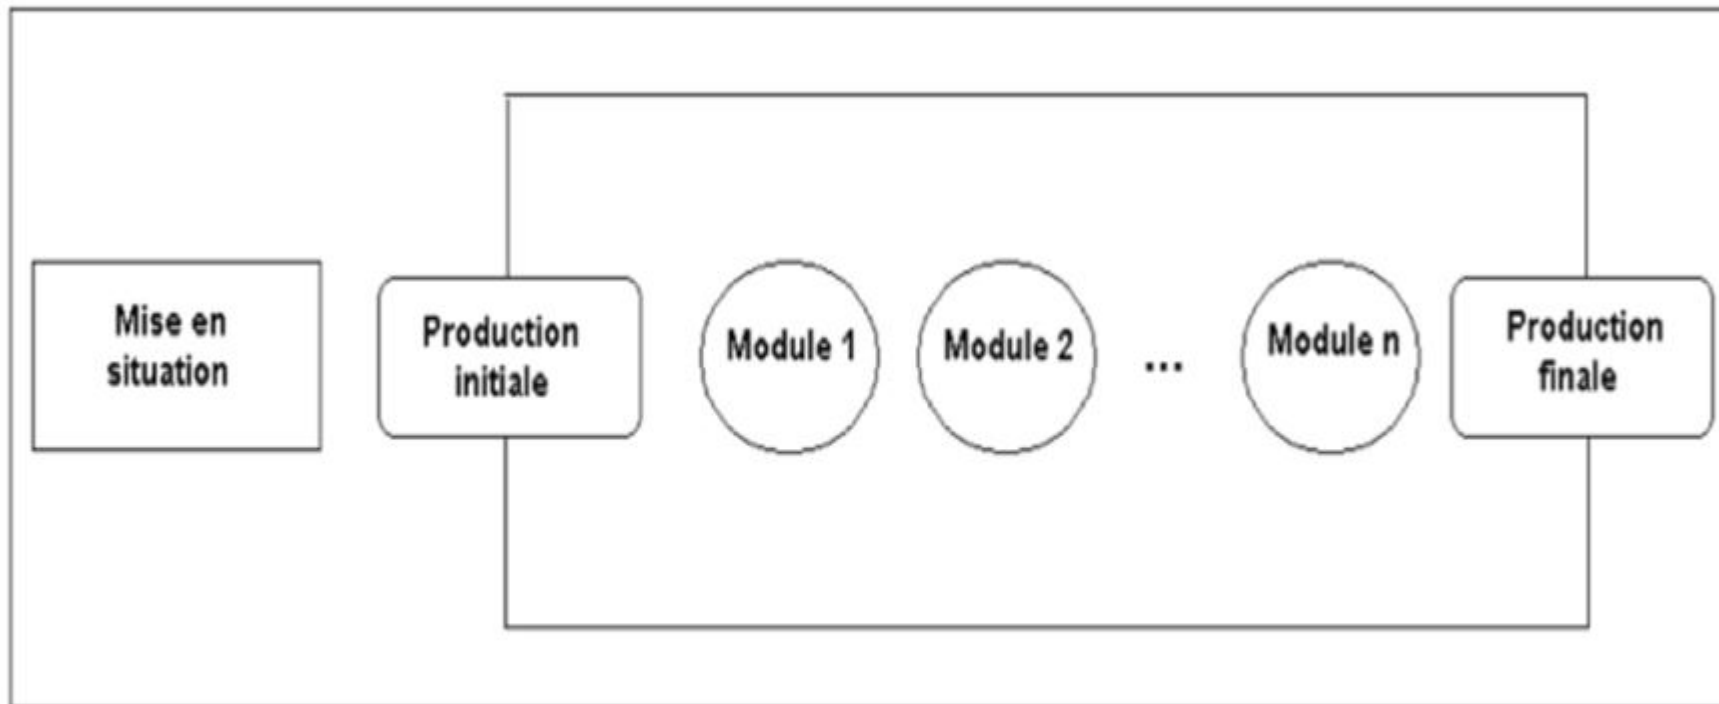 Mise en
situation
Production
initiale
Module 1
Module 2
...
Module n
Production
finale